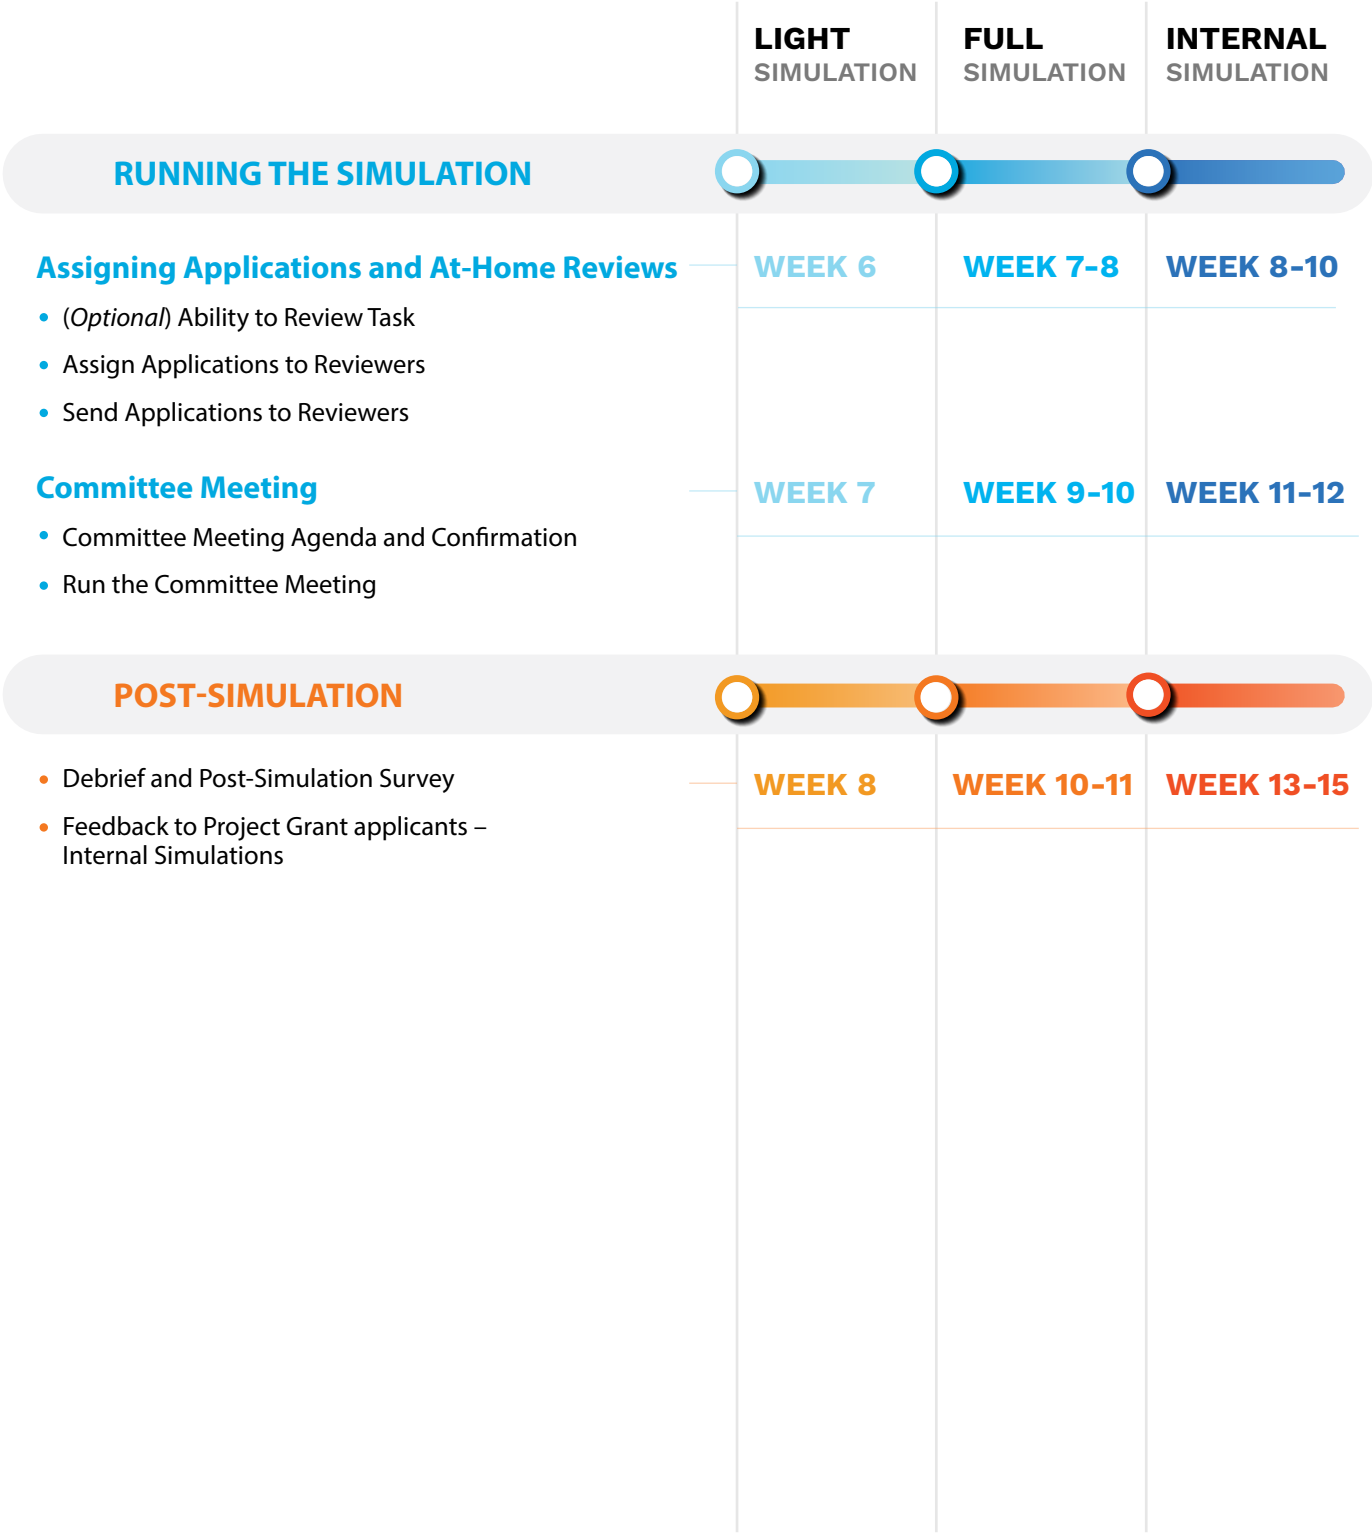 LIGHT FULL INTERNAL
SIMULATION SIMULATION SIMULATION
RUNNING THE SIMULATION
Assigning Applications and At-Home Reviews WEEK 6 WEEK 7-8 WEEK 8-10
• (Optional) Ability to Review Task
• Assign Applications to Reviewers
• Send Applications to Reviewers
Committee Meeting WEEK 7 WEEK 9-10 WEEK 11-12
• Committee Meeting Agenda and Confirmation
• Run the Committee Meeting
POST-SIMULATION
• Debrief and Post-Simulation Survey WEEK 8 WEEK 10-11 WEEK 13-15
• Feedback to Project Grant applicants –
Internal Simulations